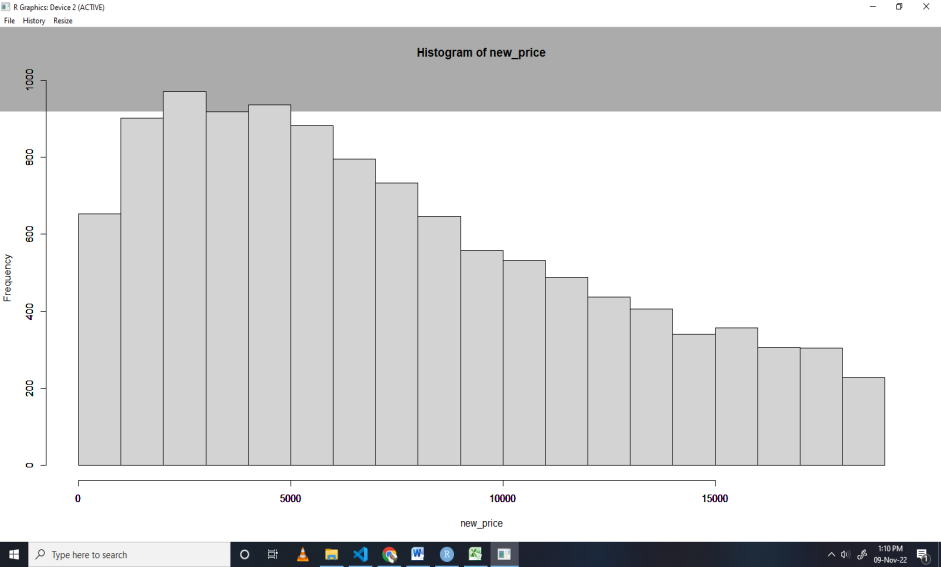 R Graphics: Device 2 (ACTIVE)
File History Resize
Histogram of new_price
1000
800
600
400
200
0
Frequency
0 5000 10000 15000
new_price
Type here to search
1:10 PM
09-Nov-22
1